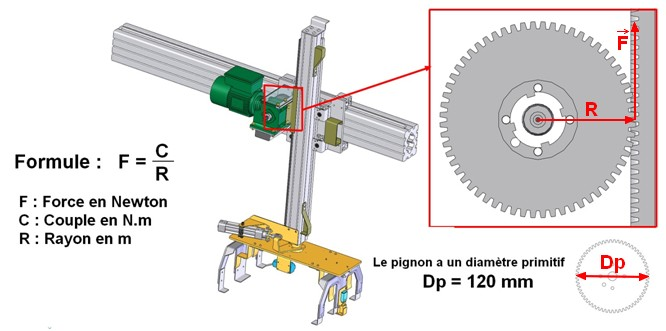 F
R
Formule : F = C / R
F : Force en Newton
C : Couple en N.m
R : Rayon en m
Le pignon a un diamètre primitif
Dp = 120 mm
Dp